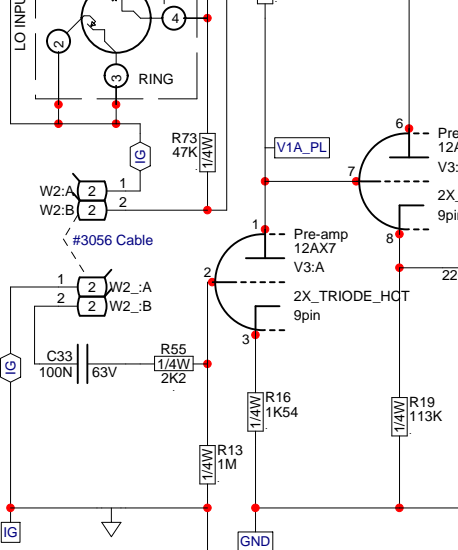 LO INPUT
2
4
3
RING
IG
R73
47K
1/4W
V1A_PL
6
7
8
W2:A
2
1
W2:B
2
2
#3056 Cable
1
Pre-amp
12AX7
V3:A
2
2X_TRIODE_HCT
9pin
3
1
2
W2_:A
2
2
W2_:B
22
IG
C33
100N
63V
R55
1/4W
2K2
R16
1K54
1/4W
R19
113K
1/4W
R13
1M
1/4W
IG
GND
Pre
V3:
2X_
9pi